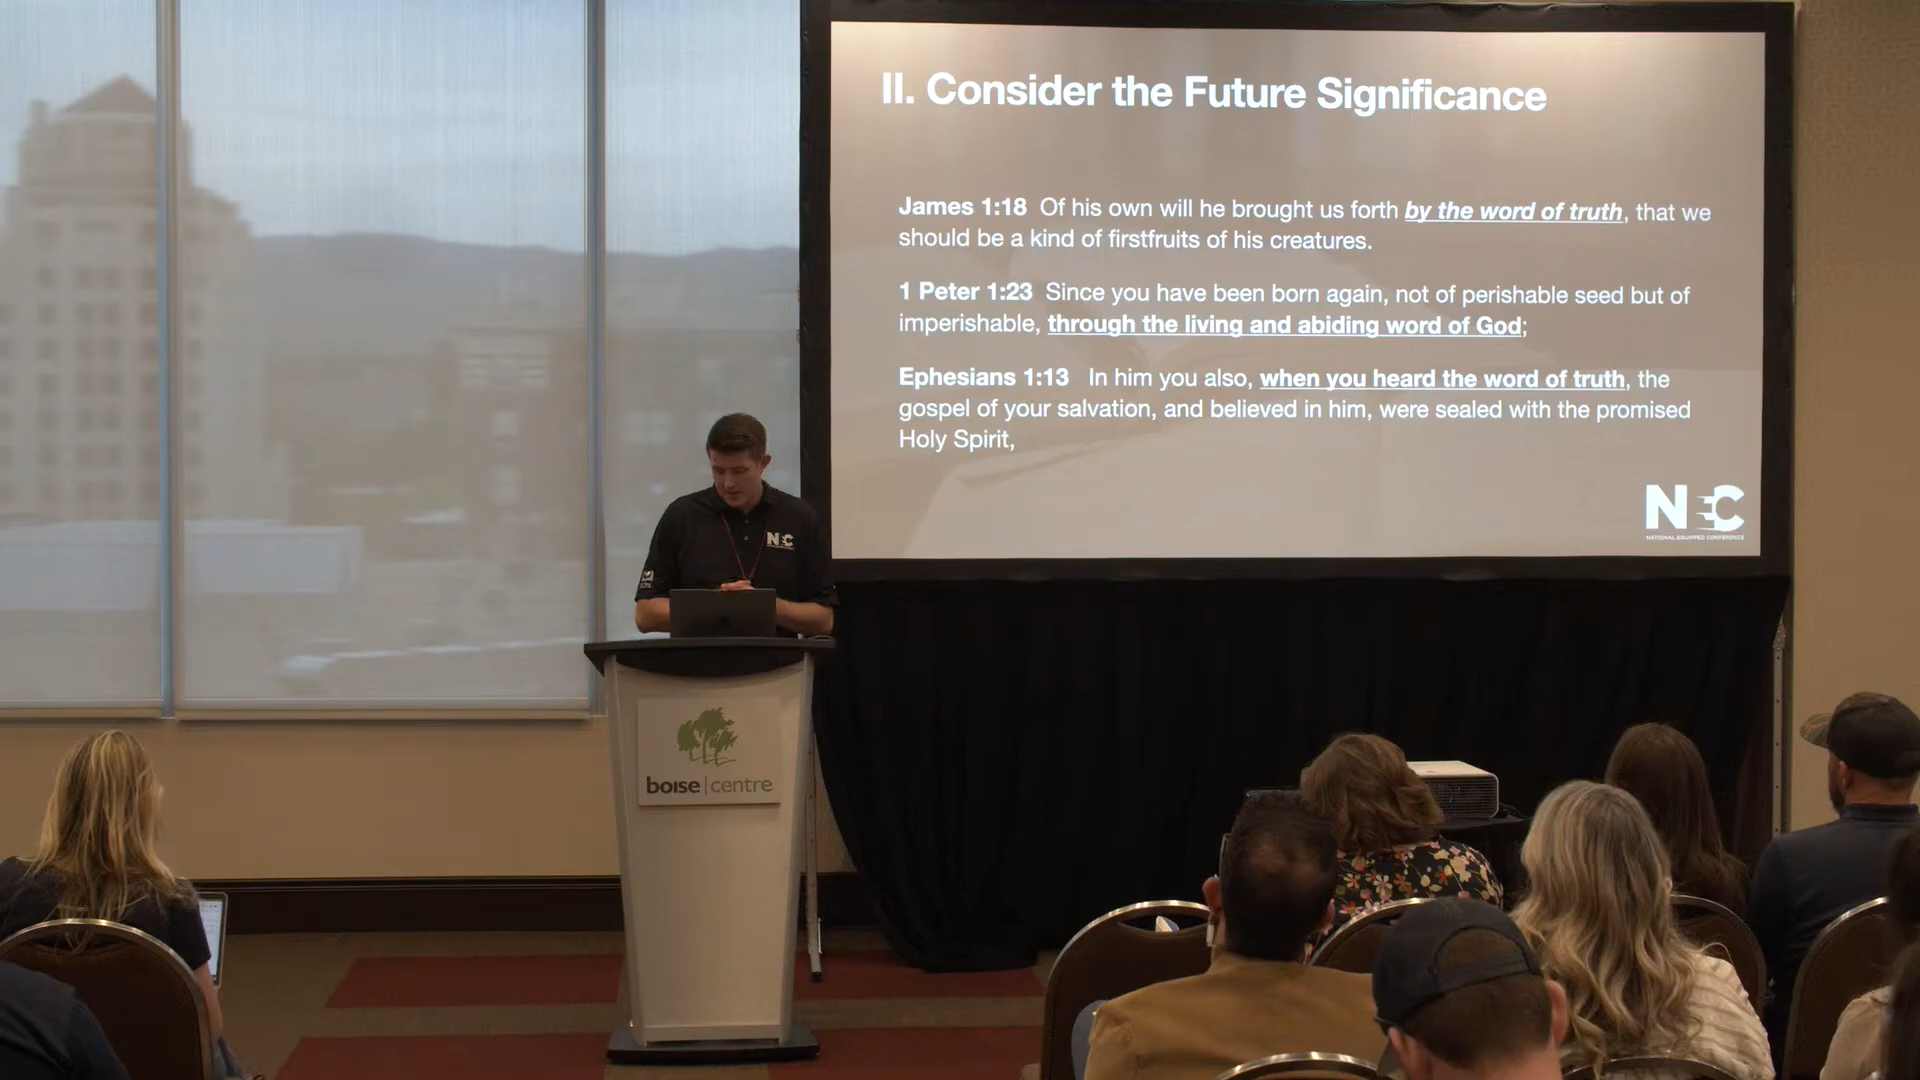 II. Consider the Future Significance
James 1:18 Of his own will he brought us forth by the word of truth, that we
should be a kind of firstfruits of his creatures.
1 Peter 1:23 Since you have been born again, not of perishable seed but of
imperishable, through the living and abiding word of God;
Ephesians 1:13 In him you also, when you heard the word of truth, the
gospel of your salvation, and believed in him, were sealed with the promised
Holy Spirit,
NEC
NATIONAL EQUIPPED CONFERENCE
NEC
boise|centre